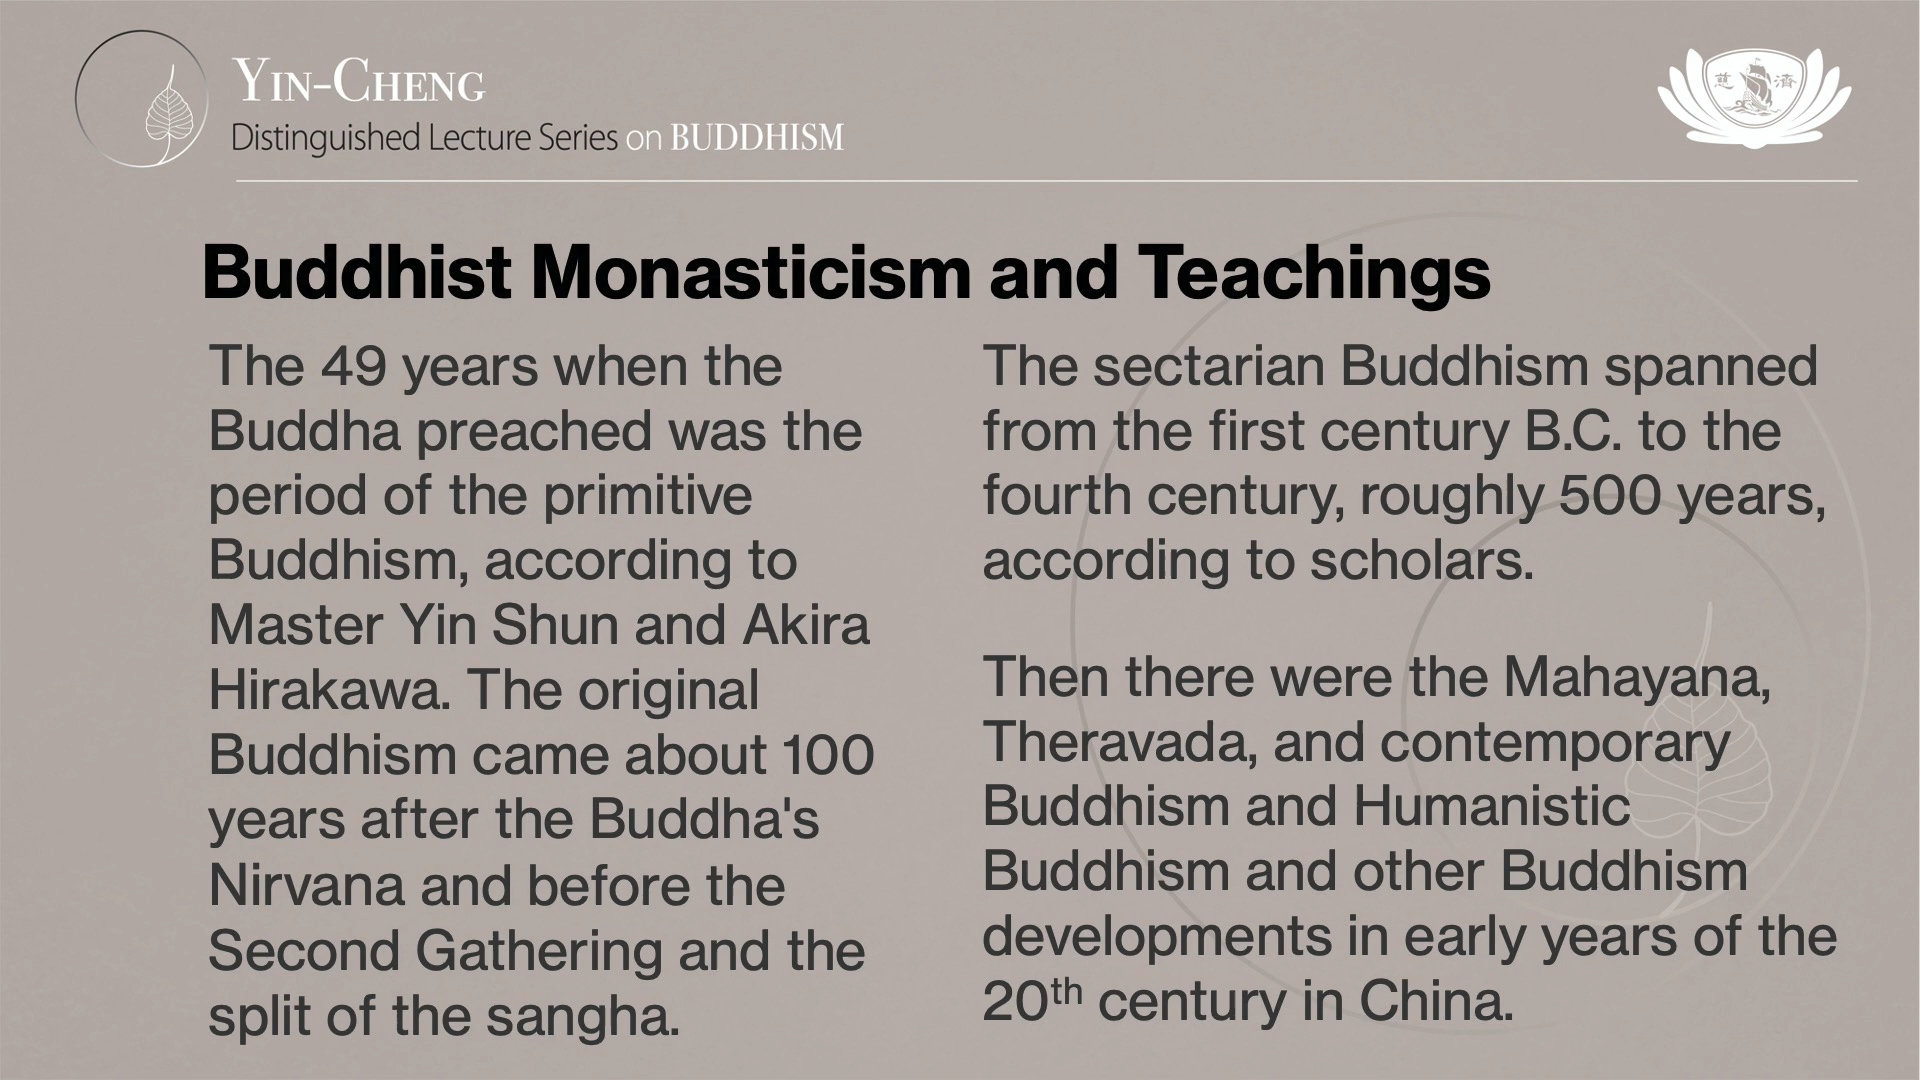 Yin-Cheng
Distinguished Lecture Series on BUDDHISM
慈 濟
Buddhist Monasticism and Teachings
The 49 years when the
Buddha preached was the
period of the primitive
Buddhism, according to
Master Yin Shun and Akira
Hirakawa. The original
Buddhism came about 100
years after the Buddha's
Nirvana and before the
Second Gathering and the
split of the sangha.
The sectarian Buddhism spanned
from the first century B.C. to the
fourth century, roughly 500 years,
according to scholars.
Then there were the Mahayana,
Theravada, and contemporary
Buddhism and Humanistic
Buddhism and other Buddhism
developments in early years of the
20th century in China.